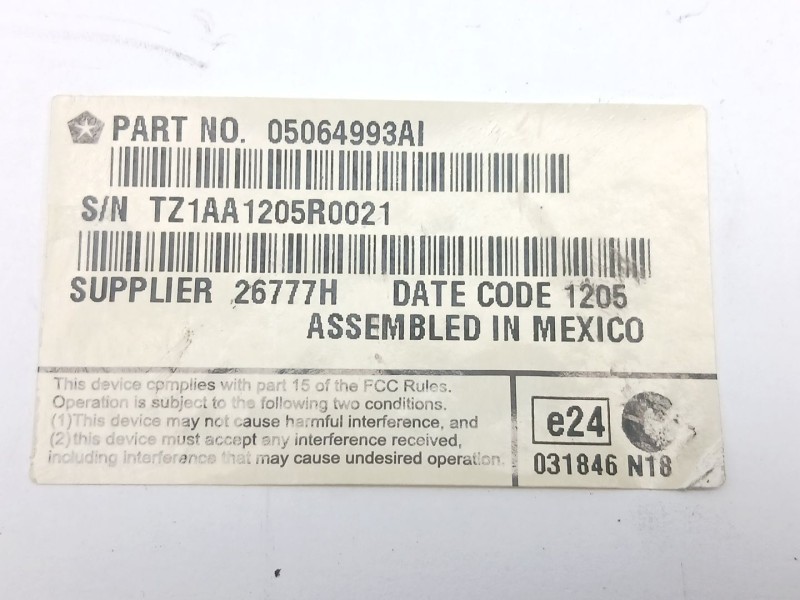 PART NO. 05064993AI
S/N TZ1AA1205R0021
SUPPLIER 26777H DATE CODE 1205
ASSEMBLED IN MEXICO
This device complies with part 15 of the FCC Rules.
Operation is subject to the following two conditions.
(1)This device may not cause harmful interference, and
(2)this device must accept any interference received,
including interference that may cause undesired operation.
e24
031846 N18